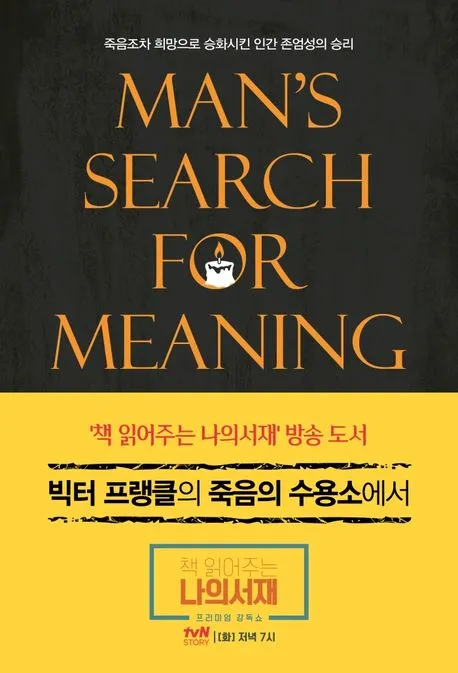 죽음조차 희망으로 승화시킨 인간 존엄성의 승리
MAN'S
SEARCH
FOR
MEANING
'책 읽어주는 나의서재' 방송 도서
빅터 프랭클의 죽음의 수용소에서
책 읽어주는
나의서재
프리미엄 강독쇼
tvN
STORY
[화] 저녁 7시